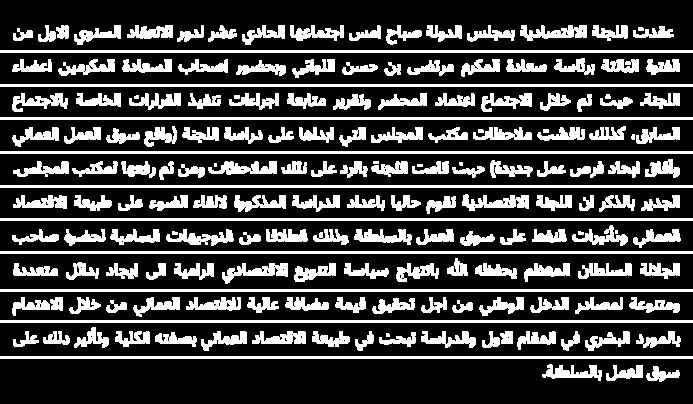 عقدت اللجنة الاقتصادية بمجلس الدولة صباح امس اجتماعها الحادي عشر لدور الانعقاد السنوي الاول من
الفترة الثالثة برئاسة سعادة المكرم مرتضى بن حسن اللواتي وبحضور اصحاب السعادة المكرمين اعضاء
اللجنة. حيث تم خلال الاجتماع اعتماد المحضر وتقرير متابعة اجراءات تنفيذ القرارات الخاصة بالاجتماع
السابق، كذلك ناقشت ملاحظات مكتب المجلس التي ابداها على دراسة اللجنة (واقع سوق العمل العماني
وآفاق ايجاد فرص عمل جديدة) حيث قامت اللجنة بالرد على تلك الملاحظات ومن ثم رفعها لمكتب المجلس.
الجدير بالذكر ان اللجنة الاقتصادية تقوم حاليا باعداد الدراسة المذكورة لالقاء الضوء على طبيعة الاقتصاد
العماني وتأثيرات النفط على سوق العمل بالسلطنة وذلك انطلاقا من التوجيهات السامية لحضرة صاحب
الجلالة السلطان المعظم يحفظه الله بانتهاج سياسة التنويع الاقتصادي الرامية الى ايجاد بدائل متعددة
ومتنوعة لمصادر الدخل الوطني من اجل تحقيق قيمة مضافة عالية للاقتصاد العماني من خلال الاهتمام
بالمورد البشري في المقام الاول والدراسة تبحث في طبيعة الاقتصاد العماني بصفته الكلية وتأثير ذلك على
سوق العمل بالسلطنة.